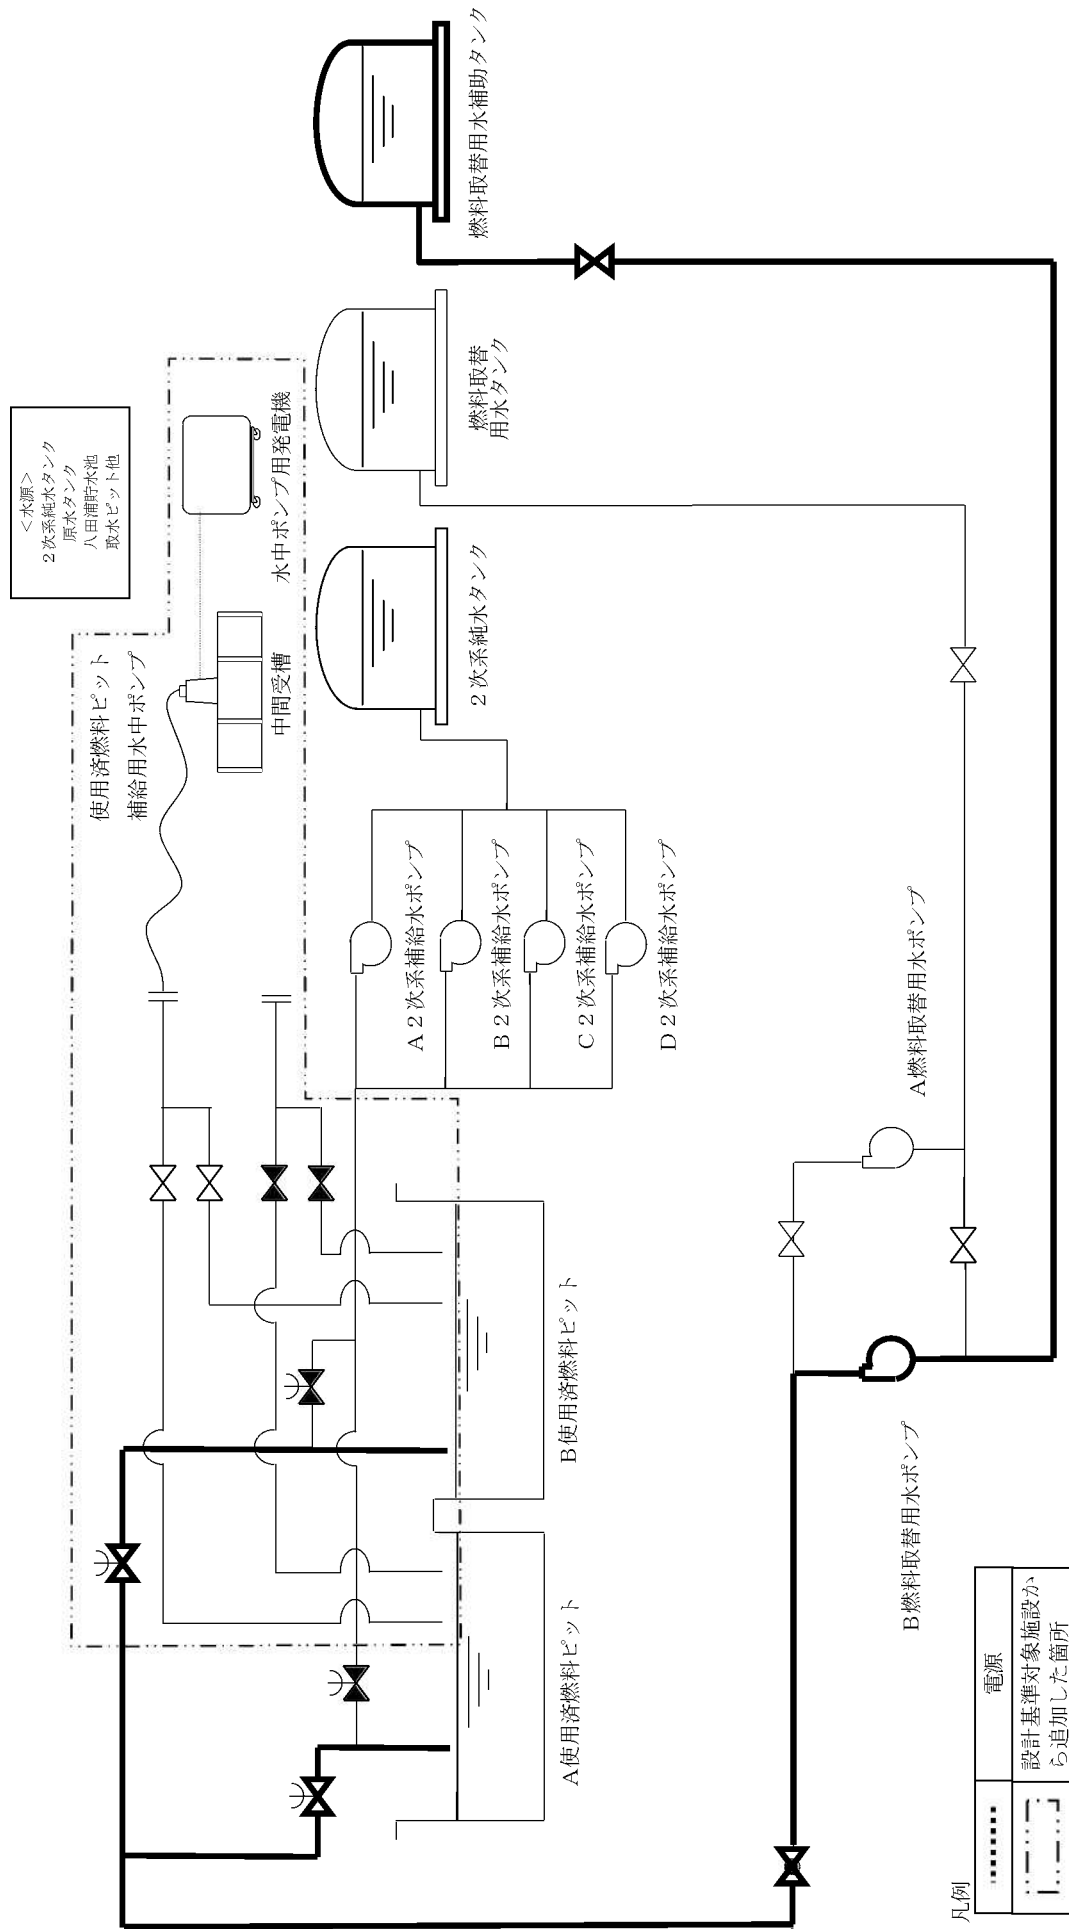 <水源>
2次系純水タンク
原水タンク
八田浦貯水池
取水ピット他
使用済燃料ピット
補給用水中ポンプ
中間受槽
水中ポンプ用発電機
2次系純水タンク
燃料取替
用水タンク
燃料取替用水補助タンク
A2次系補給水ポンプ
B2次系補給水ポンプ
C2次系補給水ポンプ
D2次系補給水ポンプ
A使用済燃料ピット
B使用済燃料ピット
A燃料取替用水ポンプ
B燃料取替用水ポンプ
凡例
電源
設計基準対象施設か
ら追加した箇所